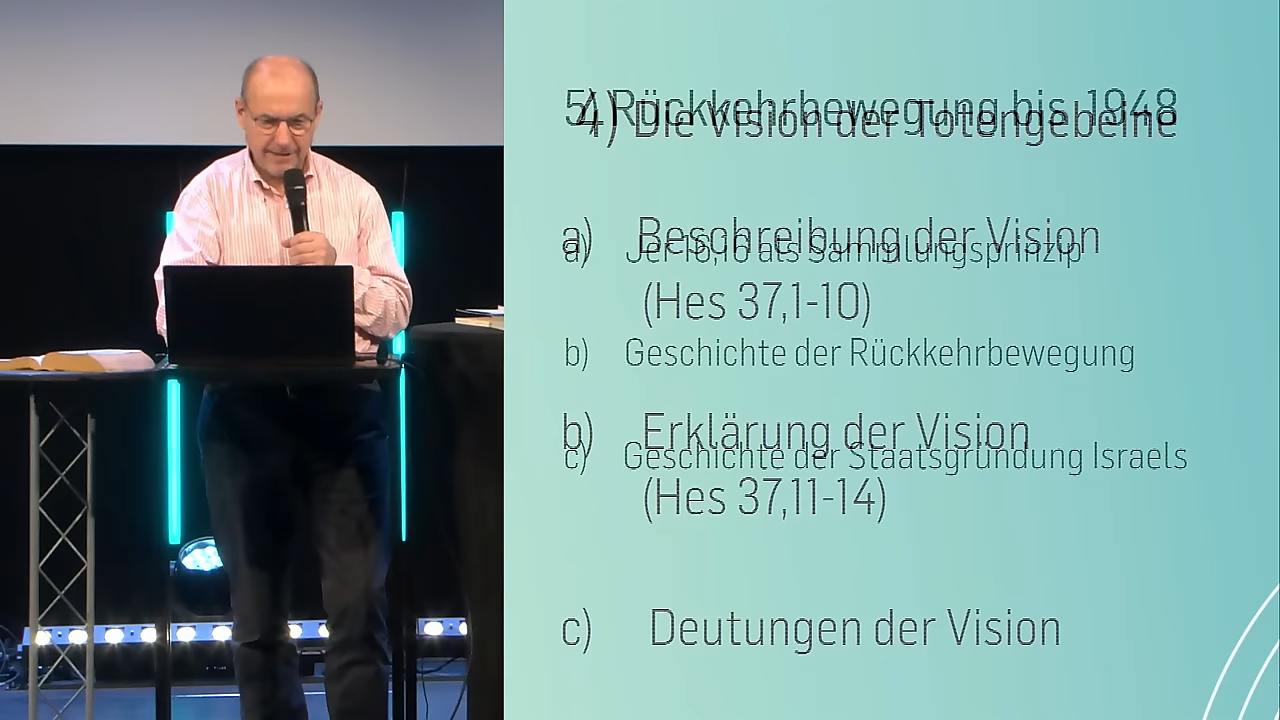 5) Rückkehrbewegung bis 1948
4) Die Vision der Totengebeine
a) Beschreibung der Vision
a) Jer 16,16 als Sammlungsprinzip
(Hes 37,1-10)
b) Geschichte der Rückkehrbewegung
b) Erklärung der Vision
c) Geschichte der Staatsgründung Israels
(Hes 37,11-14)
c) Deutungen der Vision